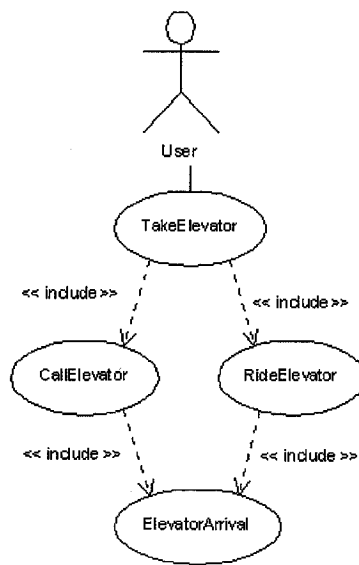 User
TakeElevator
<< include >>
<< include >>
CallElevator
RideElevator
<< include >>
<< include >>
ElevatorArrival